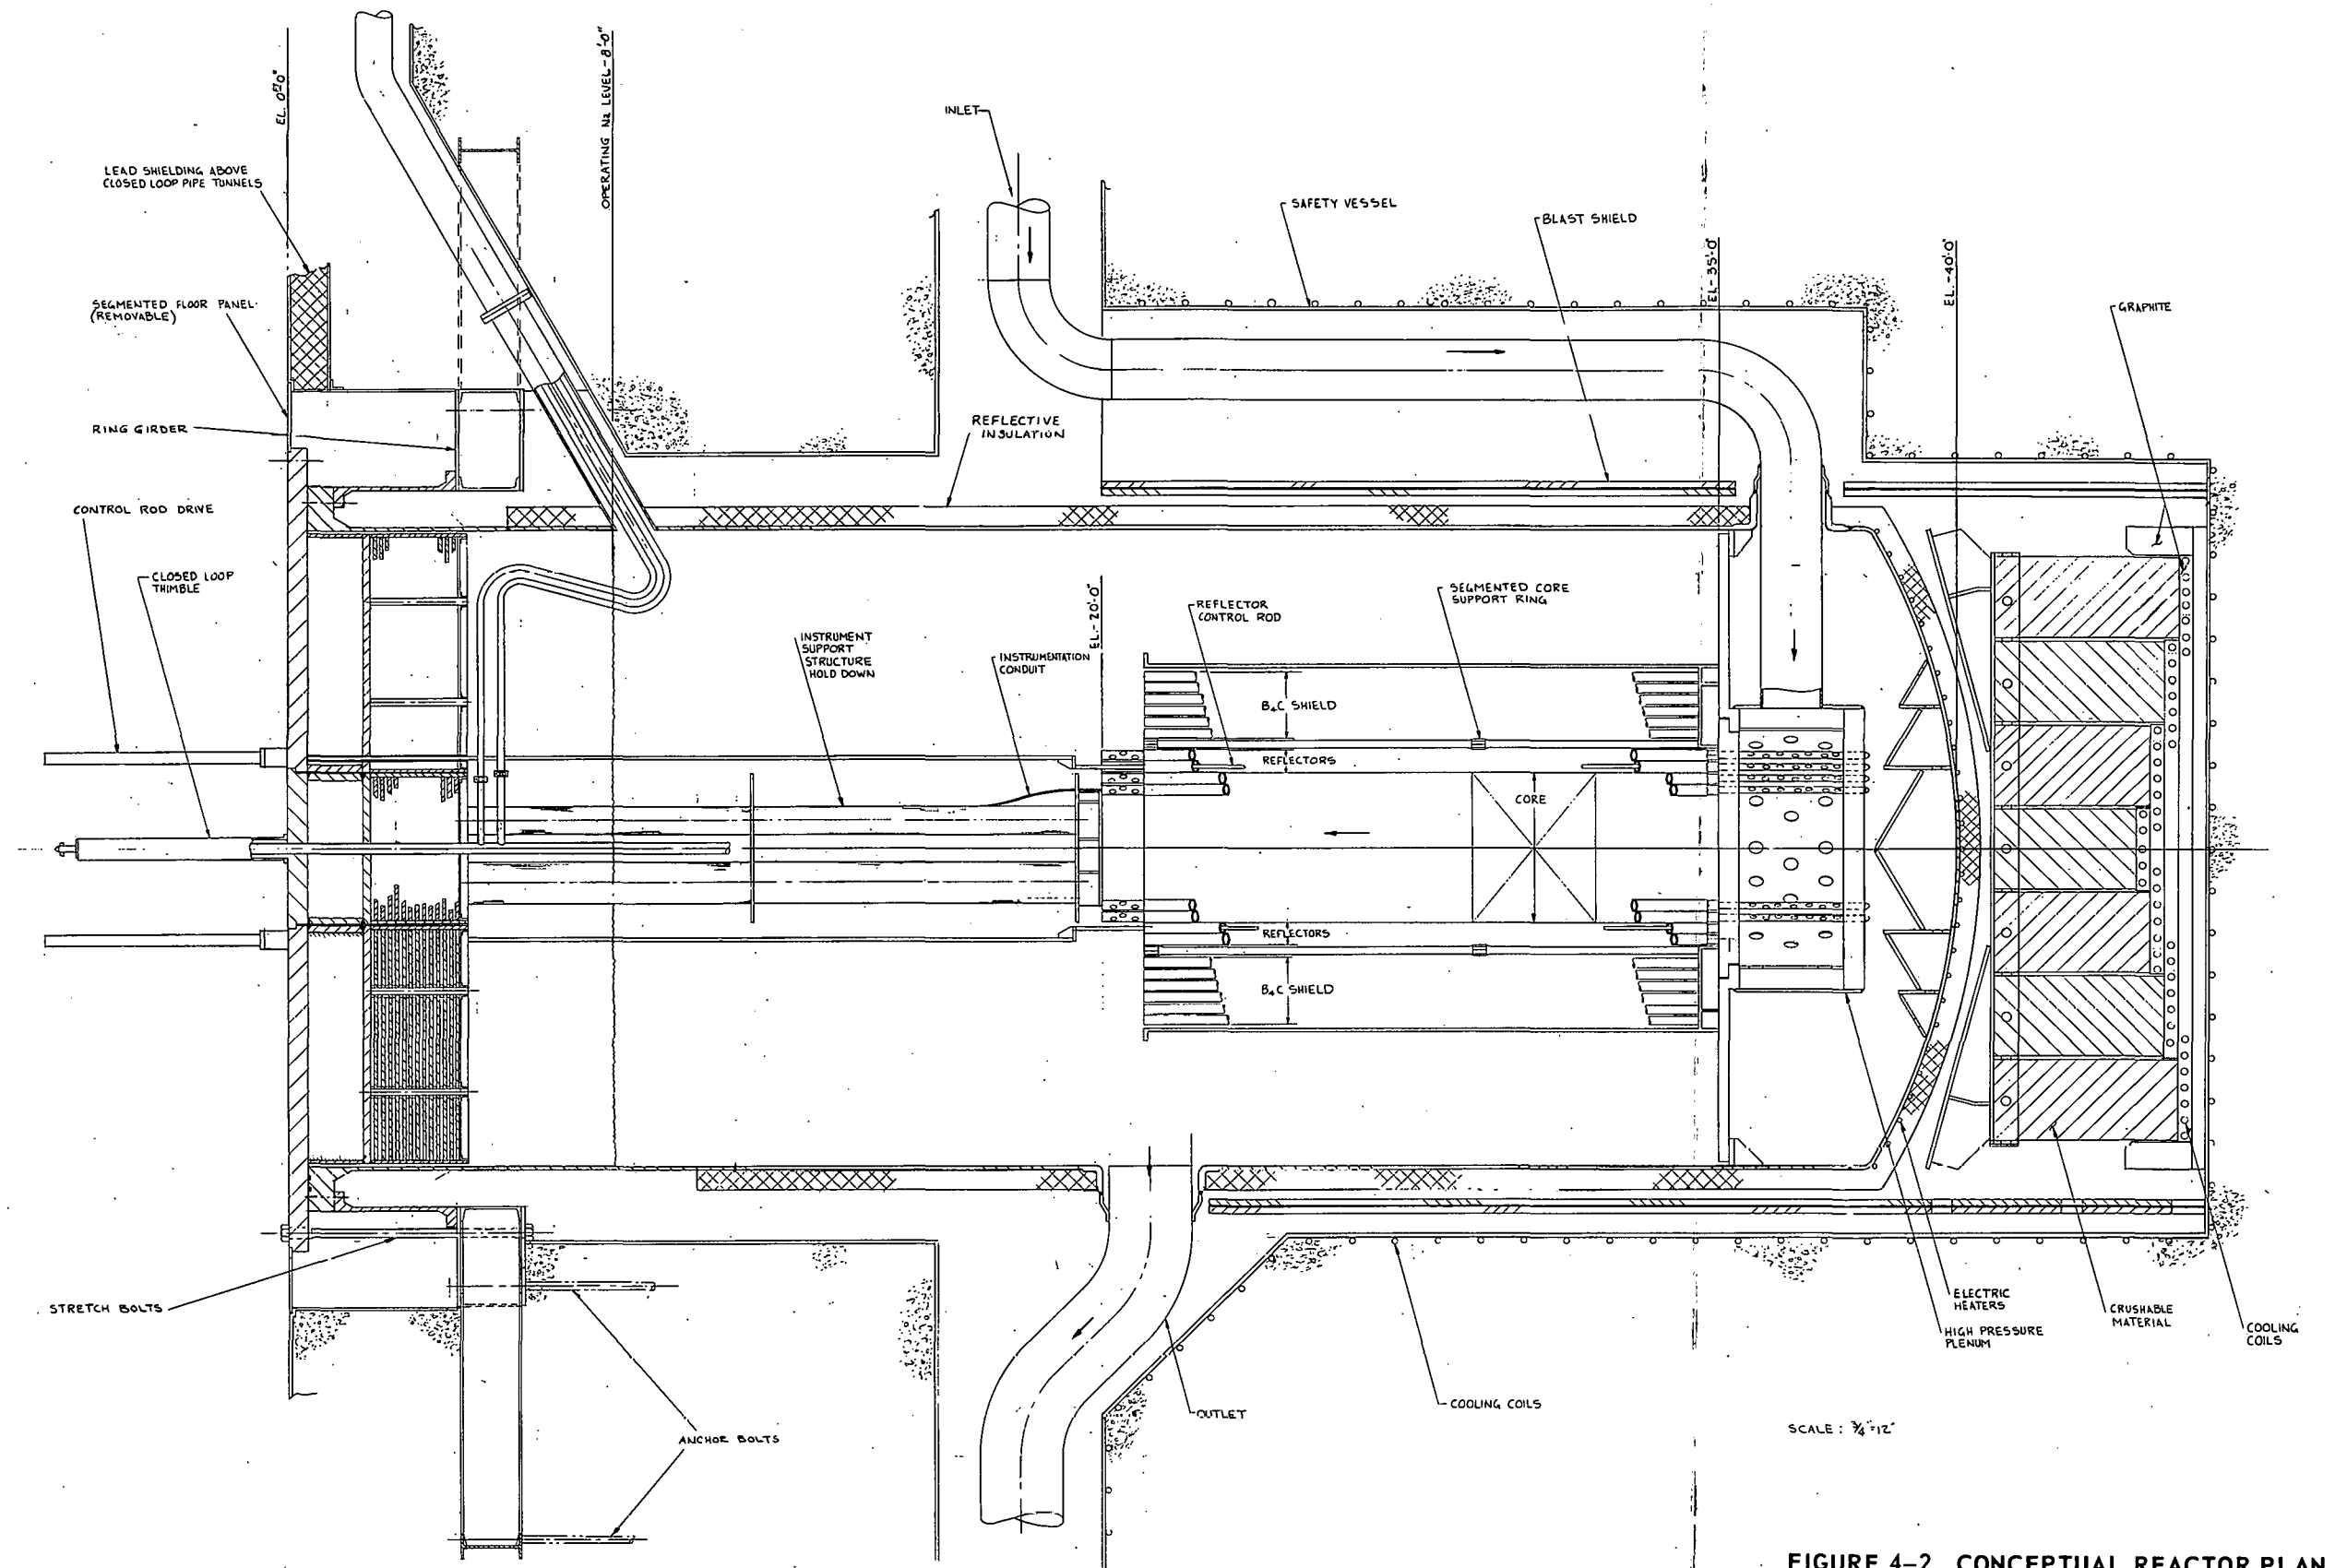 EL. 0'-0"
OPERATING Na LEVEL - 8'-0"
LEAD SHIELDING ABOVE
CLOSED LOOP PIPE TUNNELS
SEGMENTED FLOOR PANEL
(REMOVABLE)
RING GIRDER
CONTROL ROD DRIVE
CLOSED LOOP
THIMBLE
INLET
SAFETY VESSEL
BLAST SHIELD
EL.-35'-0"
EL.-40'-0"
GRAPHITE
REFLECTIVE
INSULATION
INSTRUMENT
SUPPORT
STRUCTURE
HOLD DOWN
INSTRUMENTATION
CONDUIT
EL.-20'-0"
REFLECTOR
CONTROL ROD
SEGMENTED CORE
SUPPORT RING
B₄C SHIELD
REFLECTORS
CORE
REFLECTORS
B₄C SHIELD
STRETCH BOLTS
ANCHOR BOLTS
OUTLET
COOLING COILS
ELECTRIC
HEATERS
HIGH PRESSURE
PLENUM
CRUSHABLE
MATERIAL
COOLING
COILS
SCALE: 3/4"=12"
FIGURE 4-2 CONCEPTUAL REACTOR PLAN